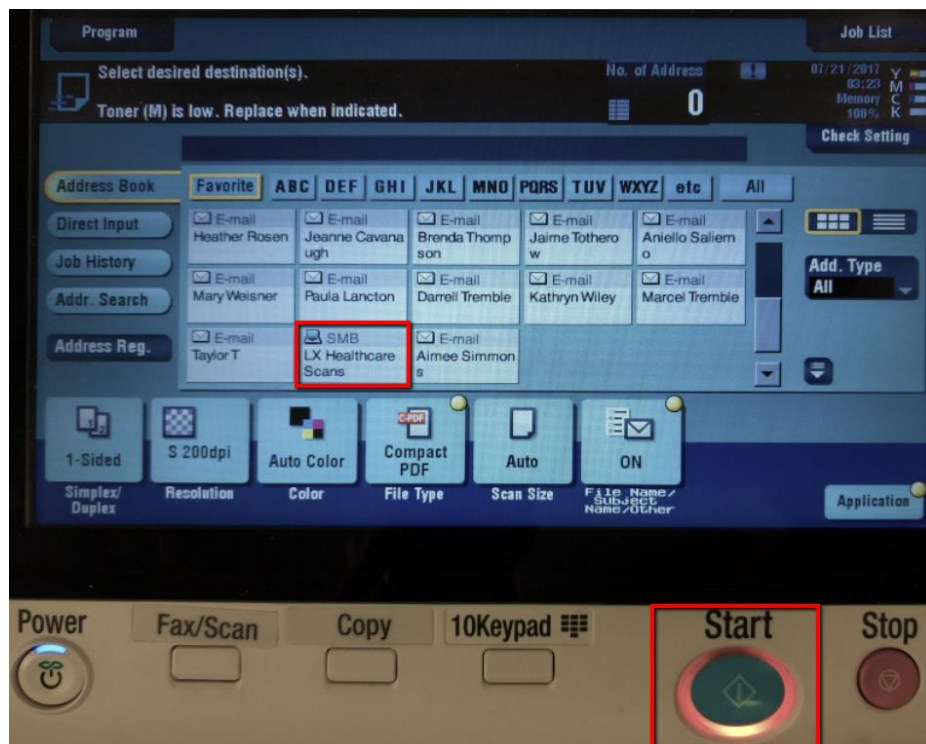 Program
Job List
Select desired destination(s).
No. of Address
07/21/2017
03:23
Memory
100%
Y
M
C
K
Toner (M) is low. Replace when indicated.
0
Check Setting
Address Book
Favorite ABC DEF GHI JKL MNO PQRS TUV WXYZ etc All
Direct Input
Job History
Addr. Search
Address Reg.
E-mail
Heather Rosen
E-mail
Jeanne Cavana
ugh
E-mail
Brenda Thomp
son
E-mail
Jaime Tothero
w
E-mail
Aniello Saliern
o
E-mail
Mary Weisner
E-mail
Paula Lancton
E-mail
Darrell Tremble
E-mail
Kathryn Wiley
E-mail
Marcel Tremble
E-mail
Taylor T
SMB
LX Healthcare
Scans
E-mail
Aimee Simmon
s
Add. Type
All
1-Sided
Simplex/
Duplex
S 200dpi
Resolution
Auto Color
Color
C-PDF
Compact
PDF
File Type
Auto
Scan Size
ON
File Name/
Subject
Name/Other
Application
Power
Fax/Scan
Copy
10Keypad
Start
Stop